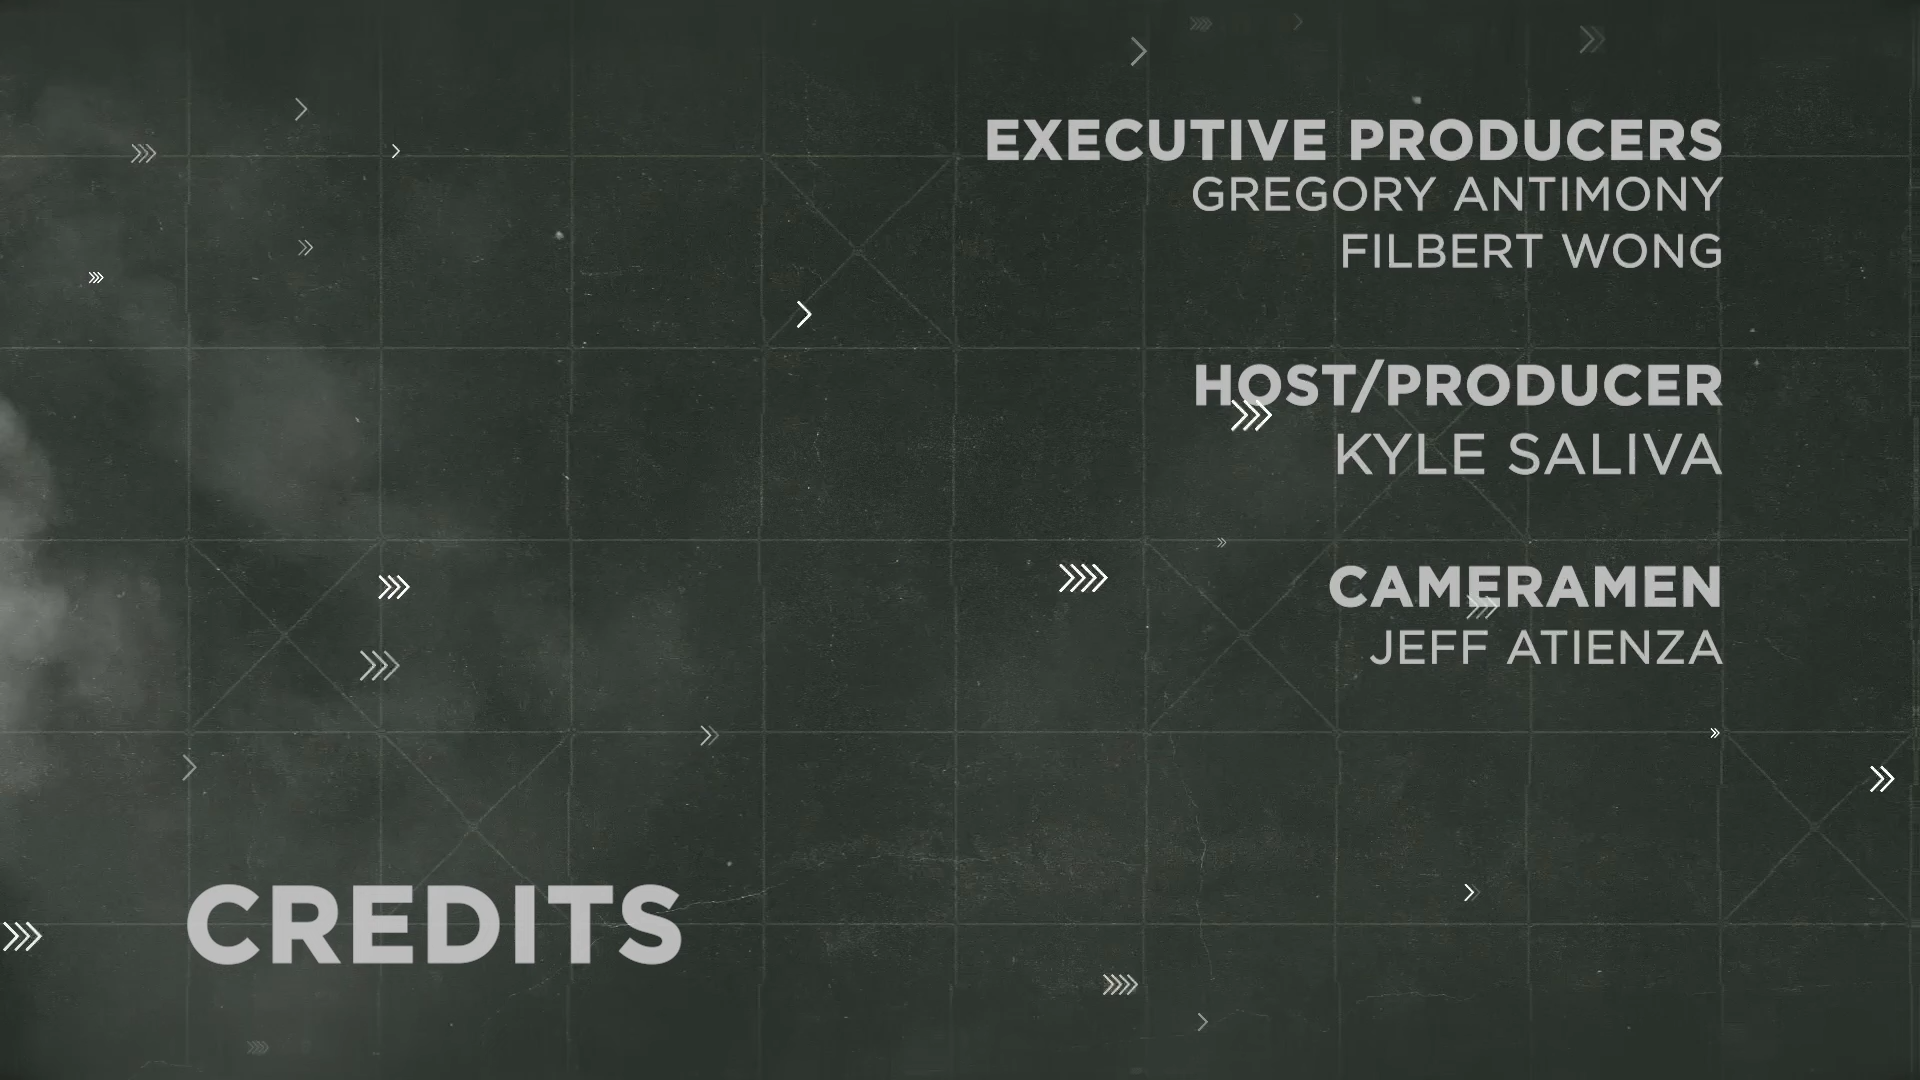 EXECUTIVE PRODUCERS
GREGORY ANTIMONY
FILBERT WONG
HOST/PRODUCER
KYLE SALIVA
CAMERAMEN
JEFF ATIENZA
CREDITS